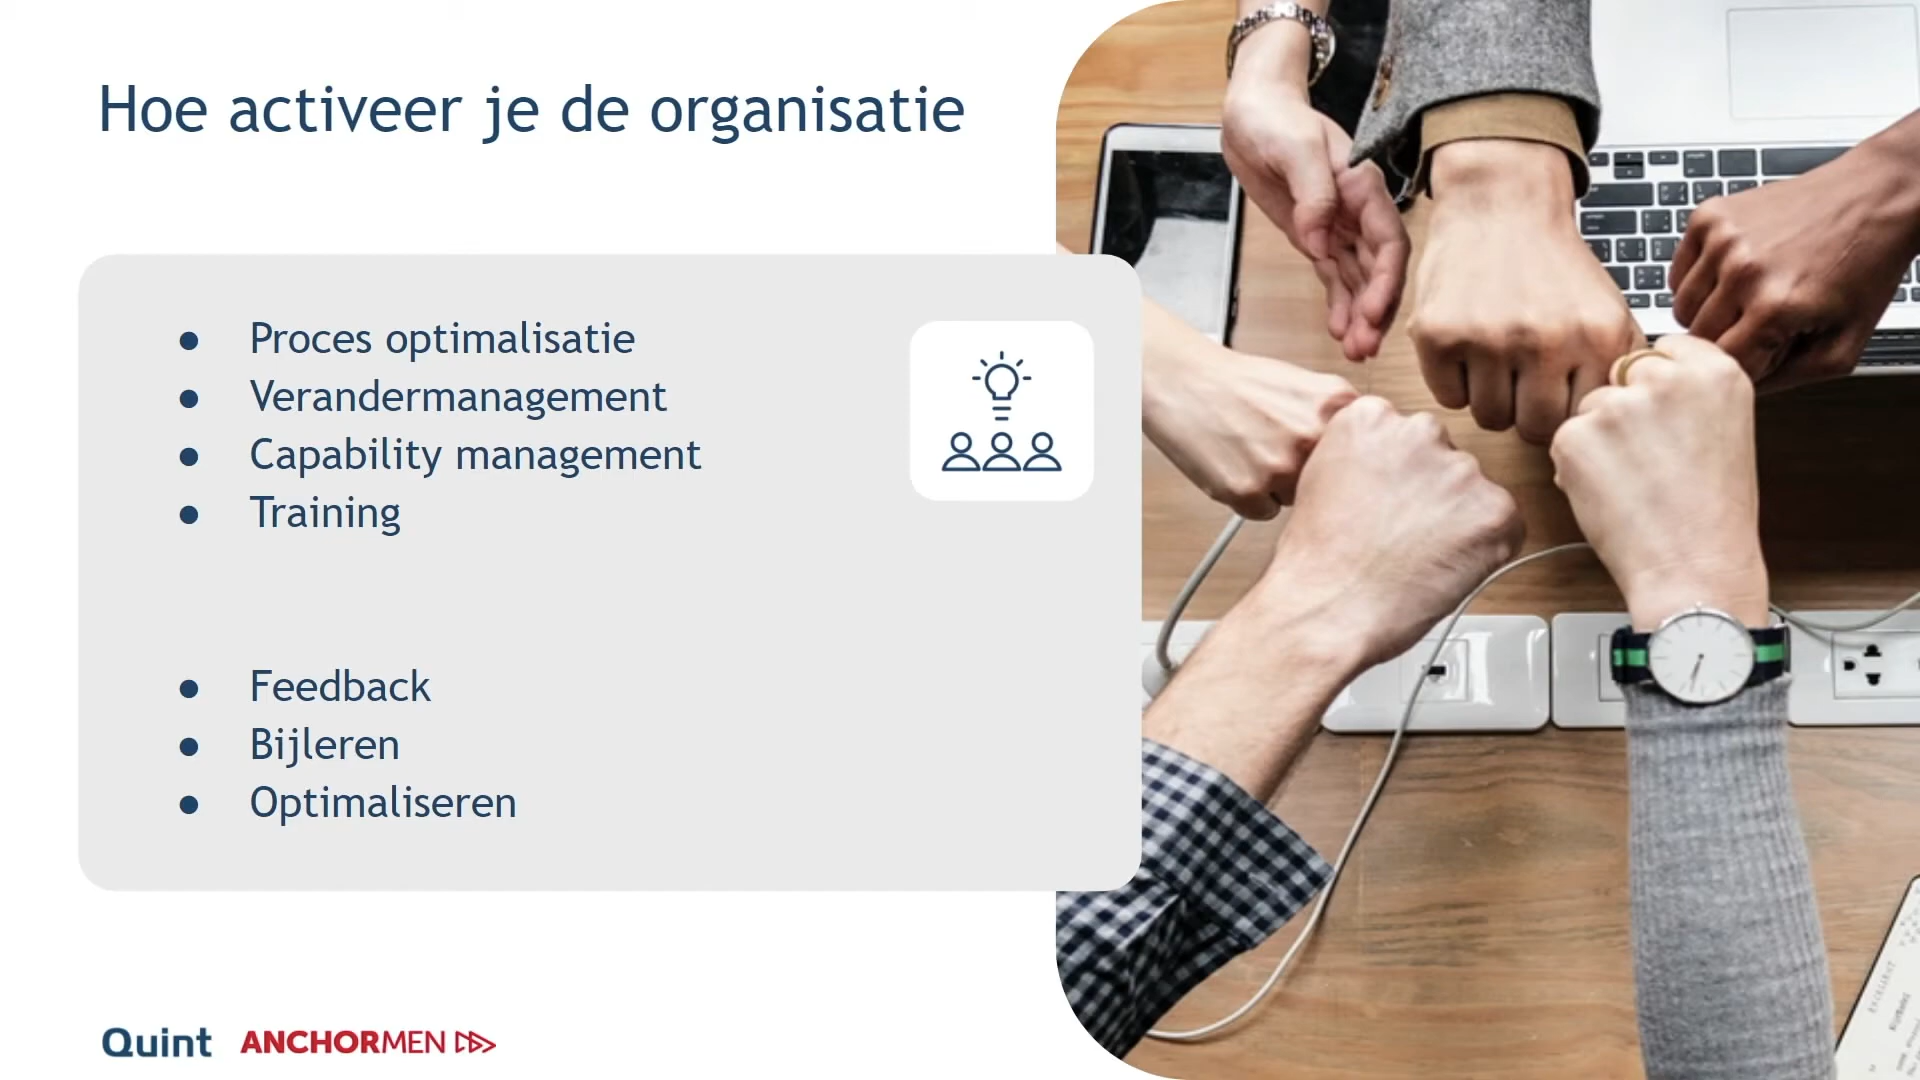 Hoe activeer je de organisatie
● Proces optimalisatie
● Verandermanagement
● Capability management
● Training
● Feedback
● Bijleren
● Optimaliseren
Quint ANCHORMEN